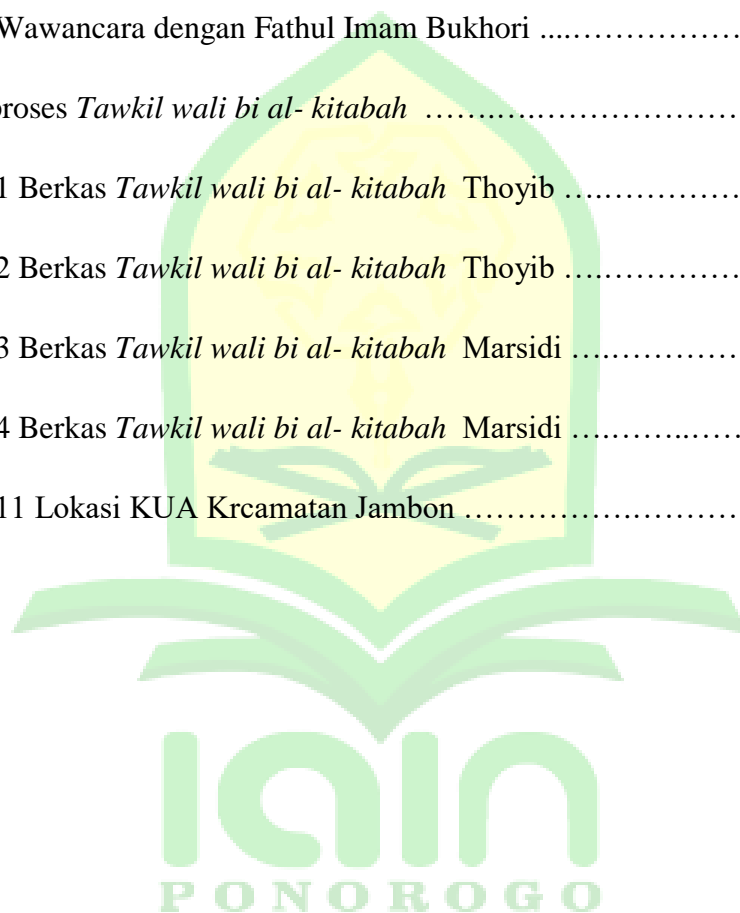 Wawancara dengan Fathul Imam Bukhori ....………………
proses Tawkil wali bi al- kitabah …….….…………………
1 Berkas Tawkil wali bi al- kitabah Thoyib ….……………
2 Berkas Tawkil wali bi al- kitabah Thoyib ….……………
3 Berkas Tawkil wali bi al- kitabah Marsidi ….……………
4 Berkas Tawkil wali bi al- kitabah Marsidi ….……..……
11 Lokasi KUA Krcamatan Jambon …………….…………
iain
PONOROGO